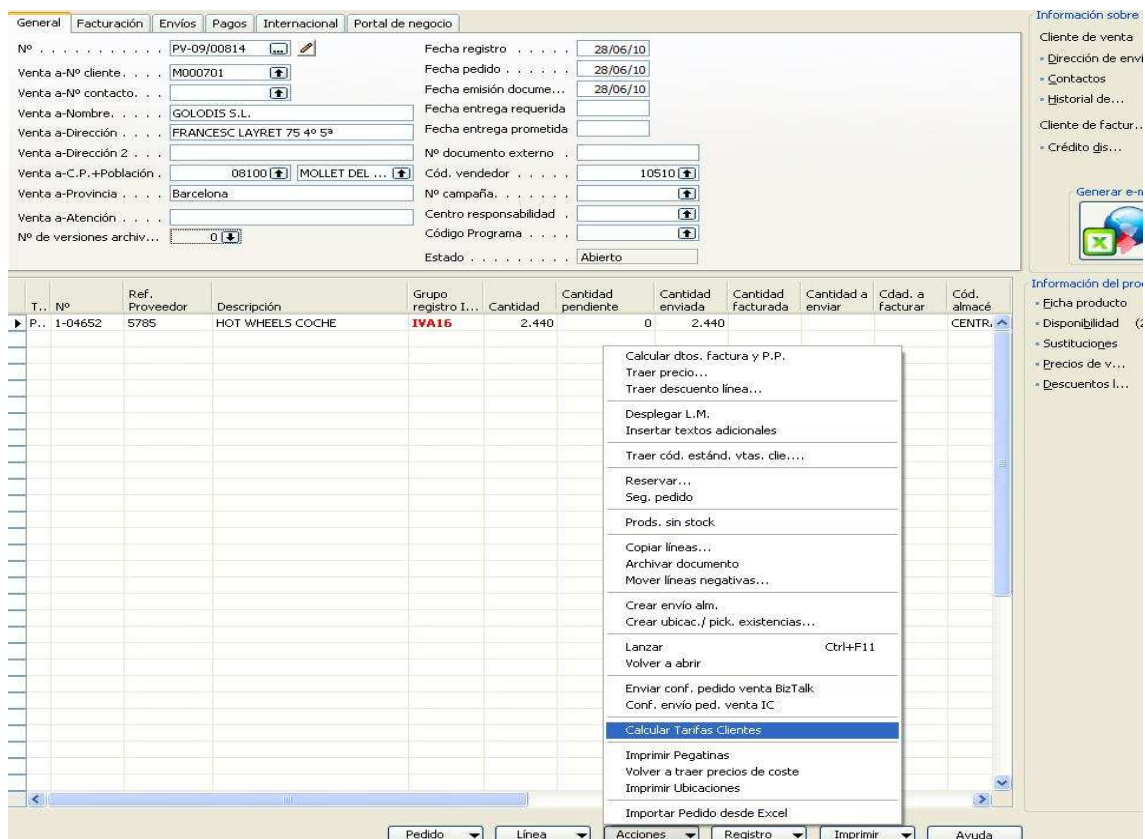 General Facturación Envíos Pagos Internacional Portal de negocio
Nº . . . . . . . . . . . PV-09/00814 ...
Venta a-Nº cliente. . . . M000701
Venta a-Nº contacto. . .
Venta a-Nombre. . . . . GOLODIS S.L.
Venta a-Dirección . . . . FRANCESC LAYRET 75 4º 5ª
Venta a-Dirección 2 . . .
Venta a-C.P.+Población . 08100 MOLLET DEL ...
Venta a-Provincia . . . . Barcelona
Venta a-Atención . . . .
Nº de versiones archiv... 0
Fecha registro . . . . . 28/06/10
Fecha pedido . . . . . . 28/06/10
Fecha emisión docume... 28/06/10
Fecha entrega requerida
Fecha entrega prometida
Nº documento externo .
Cód. vendedor . . . . . 10510
Nº campaña. . . . . . .
Centro responsabilidad .
Código Programa . . . .
Estado . . . . . . . . . Abierto
Información sobre
Cliente de venta
Dirección de envi
Contactos
Historial de...
Cliente de factur...
Crédito dis...
Generar e-m
T.. Nº Ref. Proveedor Descripción Grupo registro I... Cantidad Cantidad pendiente Cantidad enviada Cantidad facturada Cantidad a enviar Cdad. a facturar Cód. almacé
P.. 1-04652 5785 HOT WHEELS COCHE IVA16 2.440 0 2.440 CENTR.
Información del proc
Ficha producto
Disponibilidad (2
Sustituciones
Precios de v...
Descuentos l...
Calcular dtos. factura y P.P.
Traer precio...
Traer descuento línea...
Desplegar L.M.
Insertar textos adicionales
Traer cód. estánd. vtas. clie....
Reservar...
Seg. pedido
Prods. sin stock
Copiar líneas...
Archivar documento
Mover líneas negativas...
Crear envío alm.
Crear ubicac./ pick. existencias...
Lanzar Ctrl+F11
Volver a abrir
Enviar conf. pedido venta BizTalk
Conf. envío ped. venta IC
Calcular Tarifas Clientes
Imprimir Pegatinas
Volver a traer precios de coste
Imprimir Ubicaciones
Importar Pedido desde Excel
Pedido Línea Acciones Registro Imprimir Ayuda